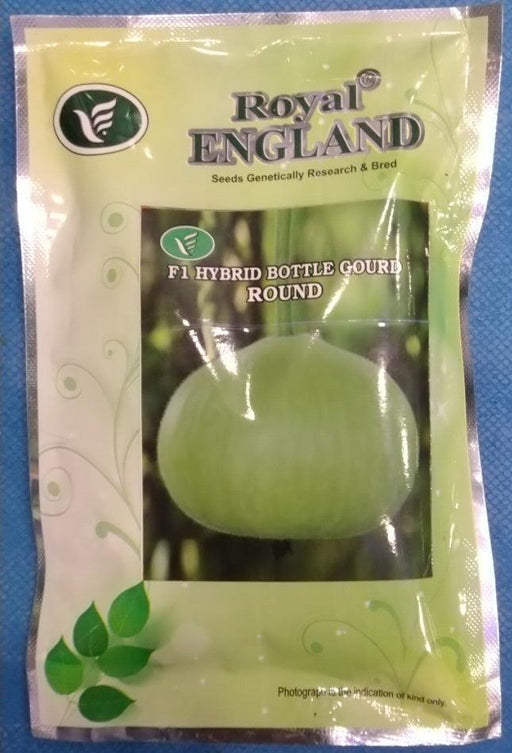 Royal®
ENGLAND
Seeds Genetically Research & Bred
F1 HYBRID BOTTLE GOURD
ROUND
Photograph is the indication of kind only.